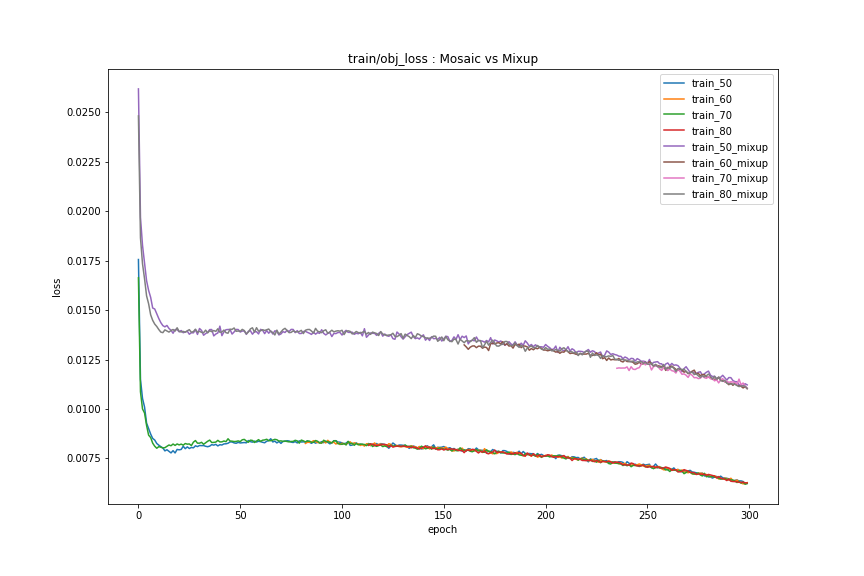 train/obj_loss : Mosaic vs Mixup
train_50
train_60
train_70
train_80
train_50_mixup
train_60_mixup
train_70_mixup
train_80_mixup
0.0250
0.0225
0.0200
0.0175
0.0150
0.0125
0.0100
0.0075
loss
0 50 100 150 200 250 300
epoch